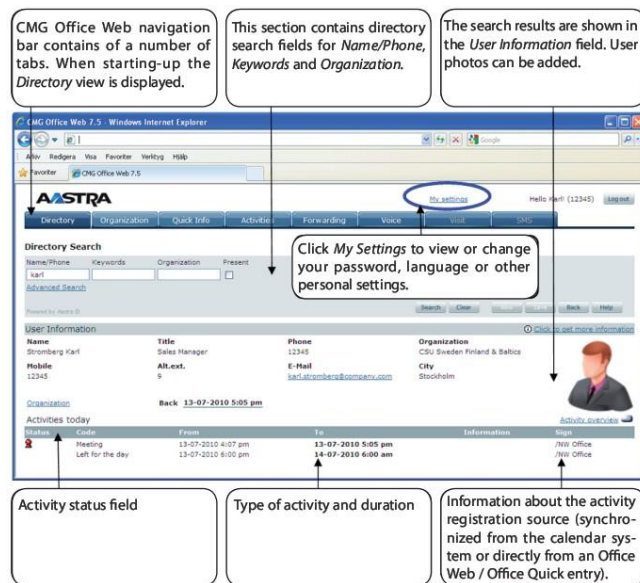 CMG Office Web navigation
bar contains of a number of
tabs. When starting-up the
Directory view is displayed.
This section contains directory
search fields for Name/Phone,
Keywords and Organization.
The search results are shown in
the User Information field. User
photos can be added.
CMG Office Web 7.5 - Windows Internet Explorer
Google
Arkiv Redigera Visa Favoriter Verktyg Hjälp
Favoriter CMG Office Web 7.5
AASTRA
My settings
Hello Karl! (12345) Log out
Directory Organization Quick Info Activities Forwarding Voice Visit SMS
Directory Search
Name/Phone Keywords Organization Present
karl
Advanced Search
Click My Settings to view or change
your password, language or other
personal settings.
Powered by Aastra
Search Clear Back Help
User Information
Click to get more information
Name Title Phone Organization
Stromberg Karl Sales Manager 12345 CSU Sweden Finland & Baltics
Mobile Alt.ext. E-Mail City
12345 9 karl.stromberg@company.com Stockholm
Organization Back 13-07-2010 5:05 pm
Activities today Activity overview
Status Code From To Information Sign
Meeting 13-07-2010 4:07 pm 13-07-2010 5:05 pm /NW Office
Left for the day 13-07-2010 6:00 pm 14-07-2010 6:00 am /NW Office
Activity status field
Type of activity and duration
Information about the activity
registration source (synchro-
nized from the calendar sys-
tem or directly from an Office
Web / Office Quick entry).